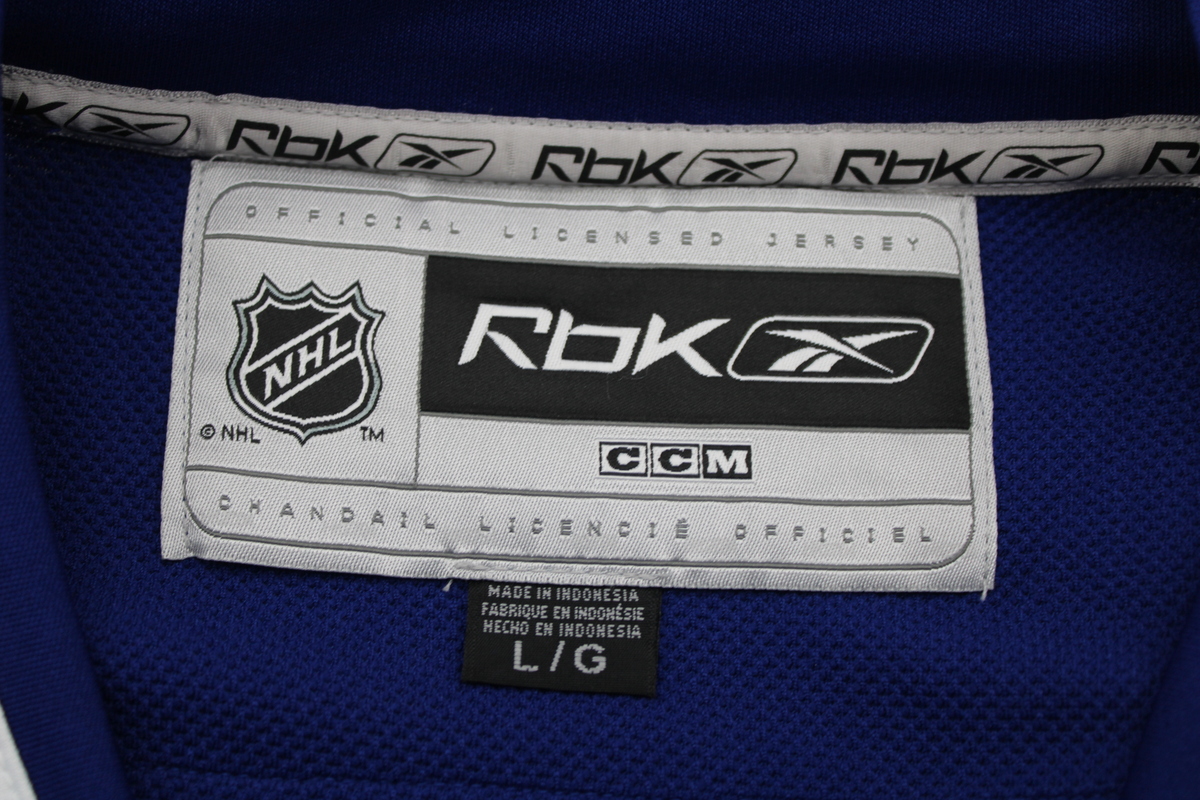 RbK RbK RbK
OFFICIAL LICENSED JERSEY
NHL
RbK
© NHL TM
CCM
CHANDAIL LICENCIÉ OFFICIEL
MADE IN INDONESIA
FABRIQUE EN INDONÉSIE
HECHO EN INDONESIA
L / G